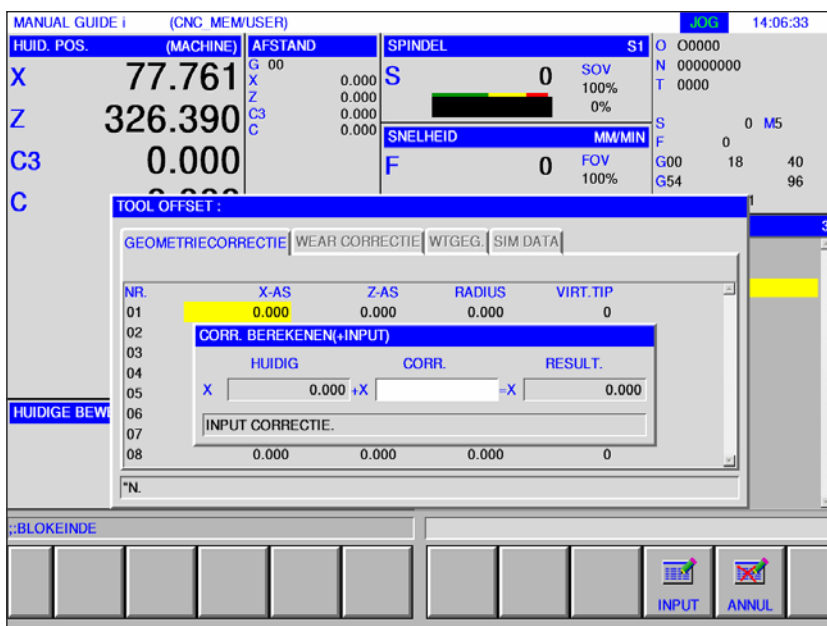 MANUAL GUIDE i (CNC_MEM/USER) JOG 14:06:33
HUID. POS. (MACHINE) AFSTAND SPINDEL S1 O O0000
G 00 N 00000000
X 77.761 X 0.000 S 0 SOV T 0000
Z 0.000 100%
Z 326.390 C3 0.000 0% S 0 M5
C 0.000 SNELHEID MM/MIN F 0
C3 0.000 F 0 FOV G00 18 40
100% G54 96
C
TOOL OFFSET :
GEOMETRIECORRECTIE WEAR CORRECTIE WTGEG. SIM DATA
NR. X-AS Z-AS RADIUS VIRT.TIP
01 0.000 0.000 0.000 0
02
CORR. BEREKENEN(+INPUT)
03
HUIDIG CORR. RESULT.
04
05 X 0.000 +X =X 0.000
06
INPUT CORRECTIE.
07
08 0.000 0.000 0.000 0
"N.
HUIDIGE BEW
;:BLOKEINDE
INPUT ANNUL